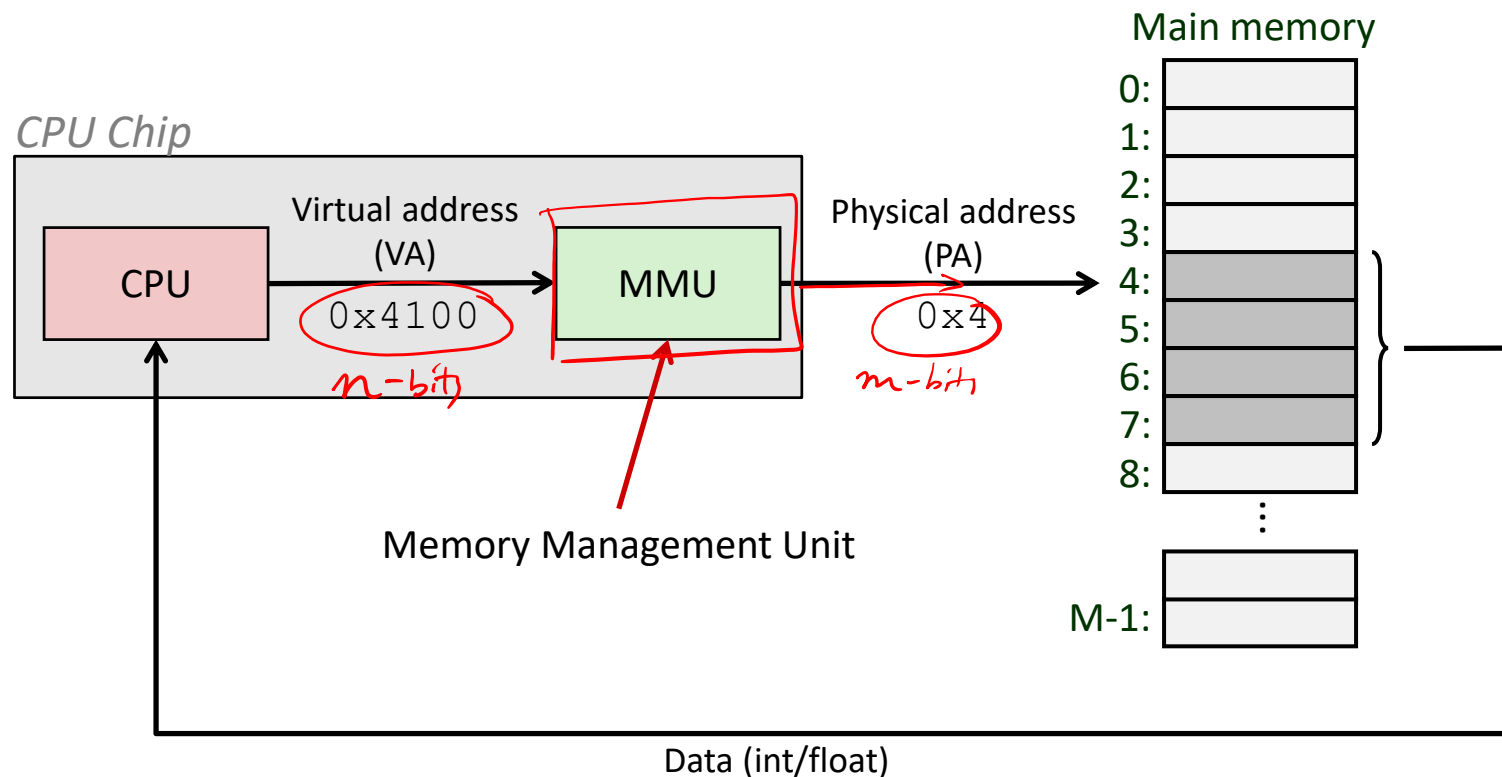 Main memory
0:
1:
2:
3:
4:
5:
6:
7:
8:
⋮
M-1:
CPU Chip
CPU
Virtual address
(VA)
0x4100
n-bits
MMU
Physical address
(PA)
0x4
m-bits
Memory Management Unit
Data (int/float)